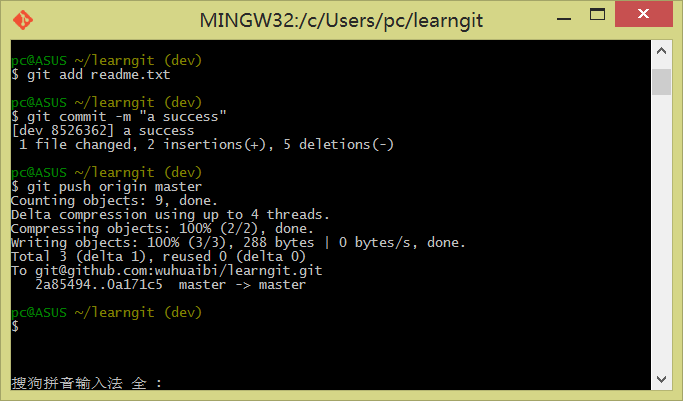 MINGW32:/c/Users/pc/learngit
pc@ASUS ~/learngit (dev)
$ git add readme.txt
pc@ASUS ~/learngit (dev)
$ git commit -m "a success"
[dev 8526362] a success
 1 file changed, 2 insertions(+), 5 deletions(-)
pc@ASUS ~/learngit (dev)
$ git push origin master
Counting objects: 9, done.
Delta compression using up to 4 threads.
Compressing objects: 100% (2/2), done.
Writing objects: 100% (3/3), 288 bytes | 0 bytes/s, done.
Total 3 (delta 1), reused 0 (delta 0)
To git@github.com:wuhuaibi/learngit.git
   2a85494..0a171c5  master -> master
pc@ASUS ~/learngit (dev)
$
搜狗拼音输入法 全 :